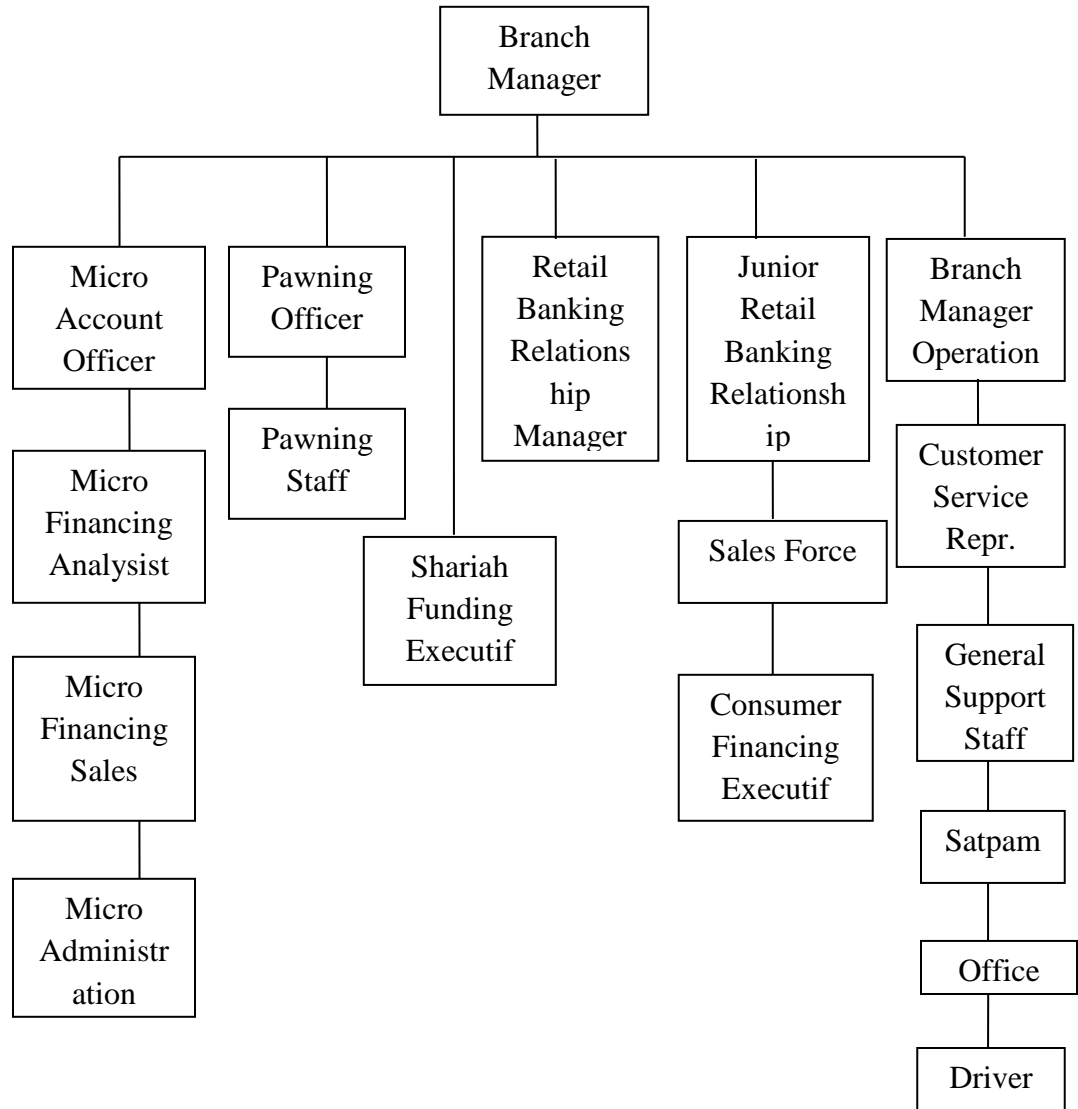 Branch
Manager
Micro
Account
Officer
Pawning
Officer
Retail
Banking
Relations
hip
Manager
Junior
Retail
Banking
Relationsh
ip
Branch
Manager
Operation
Pawning
Staff
Customer
Service
Repr.
Micro
Financing
Analysist
Sales Force
Shariah
Funding
Executif
General
Support
Staff
Micro
Financing
Sales
Consumer
Financing
Executif
Satpam
Micro
Administr
ation
Office
Driver